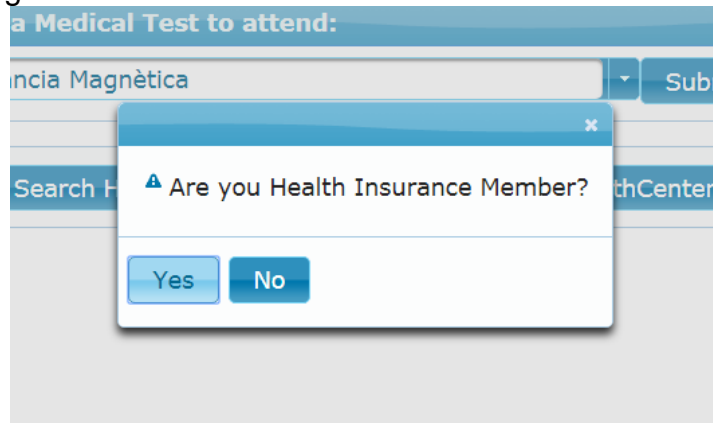 a Medical Test to attend:
ncia Magnètica
Sub
Search H
thCenter
Are you Health Insurance Member?
Yes No